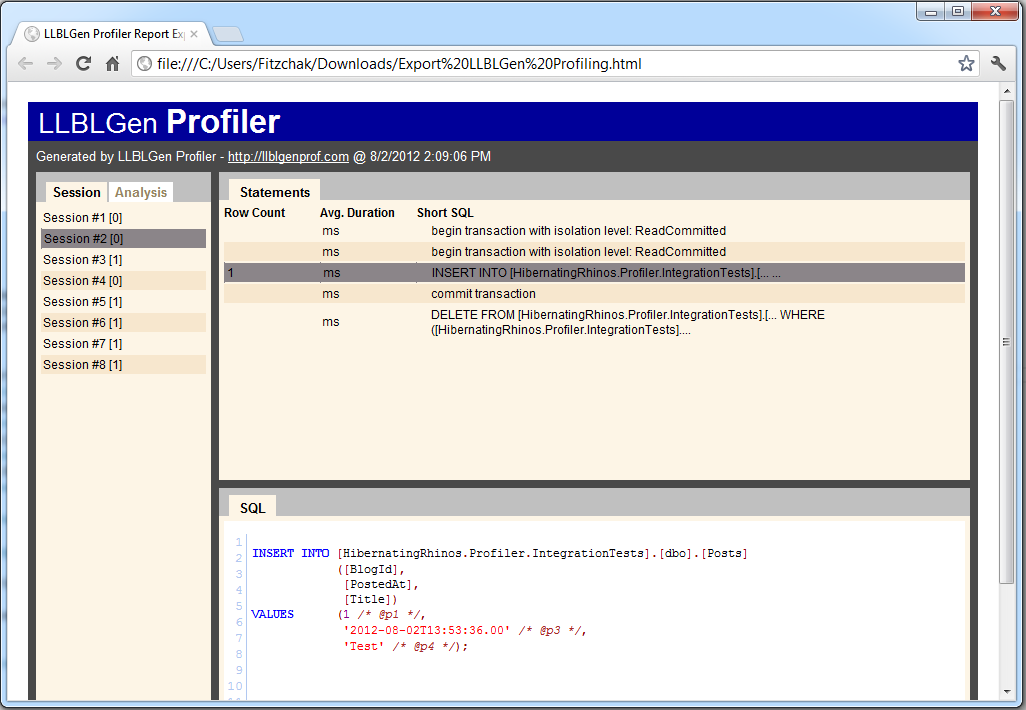 LLBLGen Profiler Report Ex
file:///C:/Users/Fitzchak/Downloads/Export%20LLBLGen%20Profiling.html
LLBLGen Profiler
Generated by LLBLGen Profiler - http://llblgenprof.com @ 8/2/2012 2:09:06 PM
Session Analysis
Session #1 [0]
Session #2 [0]
Session #3 [1]
Session #4 [0]
Session #5 [1]
Session #6 [1]
Session #7 [1]
Session #8 [1]
Statements
Row Count Avg. Duration Short SQL
ms begin transaction with isolation level: ReadCommitted
ms begin transaction with isolation level: ReadCommitted
1 ms INSERT INTO [HibernatingRhinos.Profiler.IntegrationTests].[... ...
ms commit transaction
ms DELETE FROM [HibernatingRhinos.Profiler.IntegrationTests].[... WHERE
([HibernatingRhinos.Profiler.IntegrationTests]....
SQL
1
2 INSERT INTO [HibernatingRhinos.Profiler.IntegrationTests].[dbo].[Posts]
3 ([BlogId],
4 [PostedAt],
5 [Title])
6 VALUES (1 /* @p1 */,
7 '2012-08-02T13:53:36.00' /* @p3 */,
8 'Test' /* @p4 */);
9
10